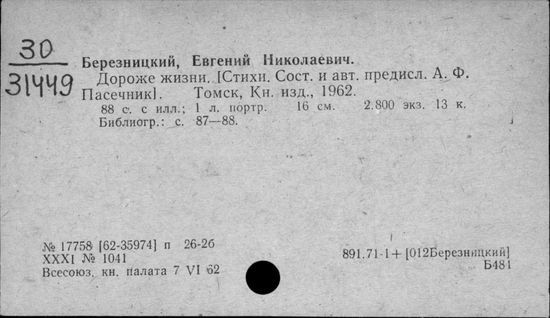 30
31449
Березницкий, Евгений Николаевич.
Дороже жизни. [Стихи. Сост. и авт. предисл. А. Ф.
Пасечник]. Томск, Кн. изд., 1962.
88 с. с илл.; 1 л. портр. 16 см. 2.800 экз. 13 к.
Библиогр.: с. 87—88.
№ 17758 [62-35974] п 26-2б
XXXI № 1041
Всесоюз. кн. палата 7 VI 62
891.71-1+[012Березницкий]
Б481